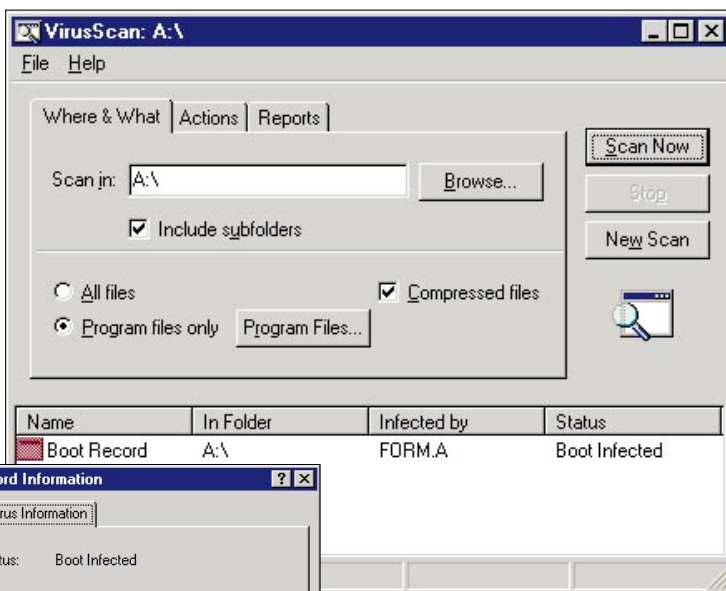 VirusScan: A:\
File Help
Where & What Actions Reports
Scan in: A:\ Browse...
Include subfolders
All files Compressed files
Program files only Program Files...
Scan Now
Stop
New Scan
Name In Folder Infected by Status
Boot Record A:\ FORM.A Boot Infected
Information
Information
Boot Infected